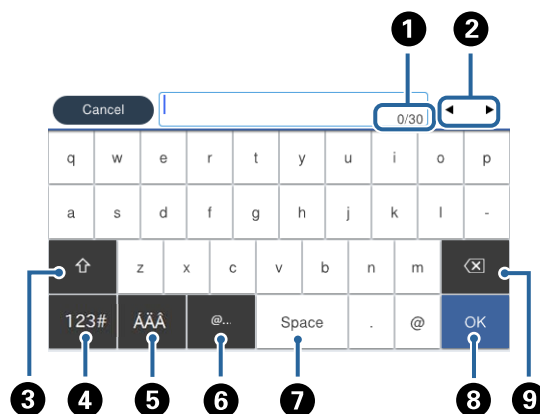 1 2
Cancel 0/30 ◄ ►
q w e r t y u i o p
a s d f g h j k l -
z x c v b n m
123# ÁÄÂ @... Space . @ OK
3 4 5 6 7 8 9